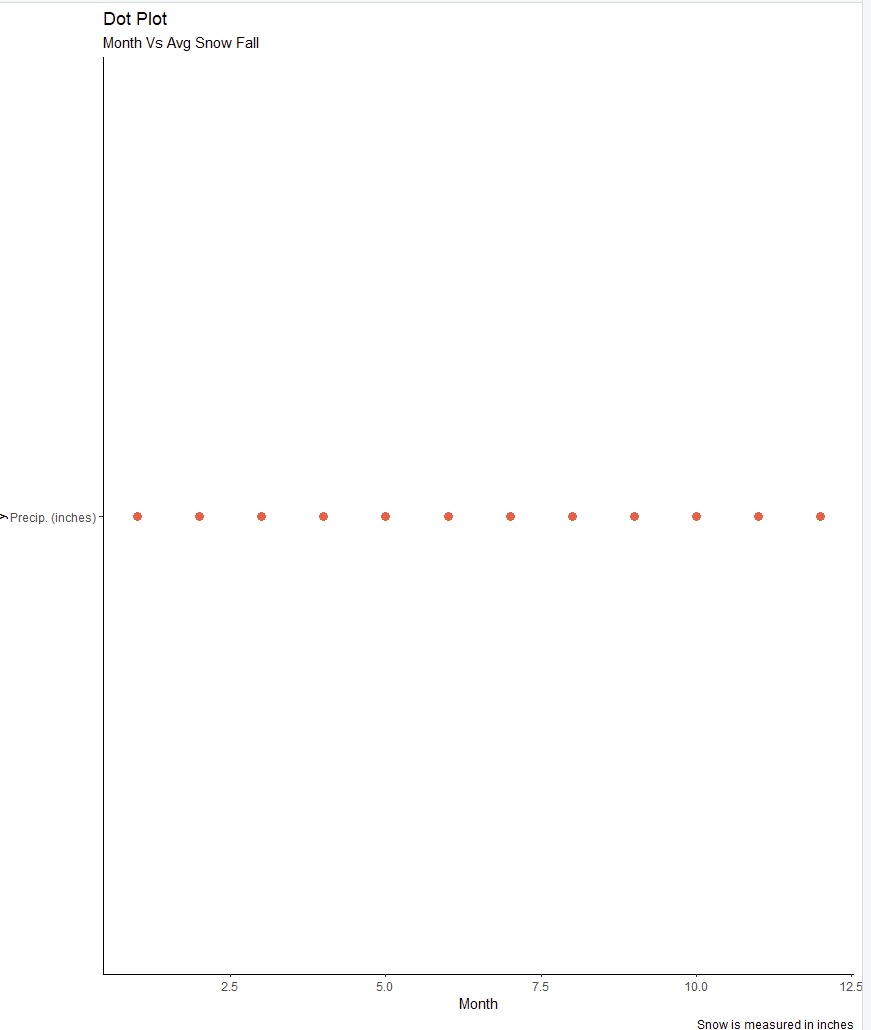 Dot Plot
Month Vs Avg Snow Fall
y
Precip. (inches)
2.5
5.0
7.5
10.0
12.5
Month
Snow is measured in inches